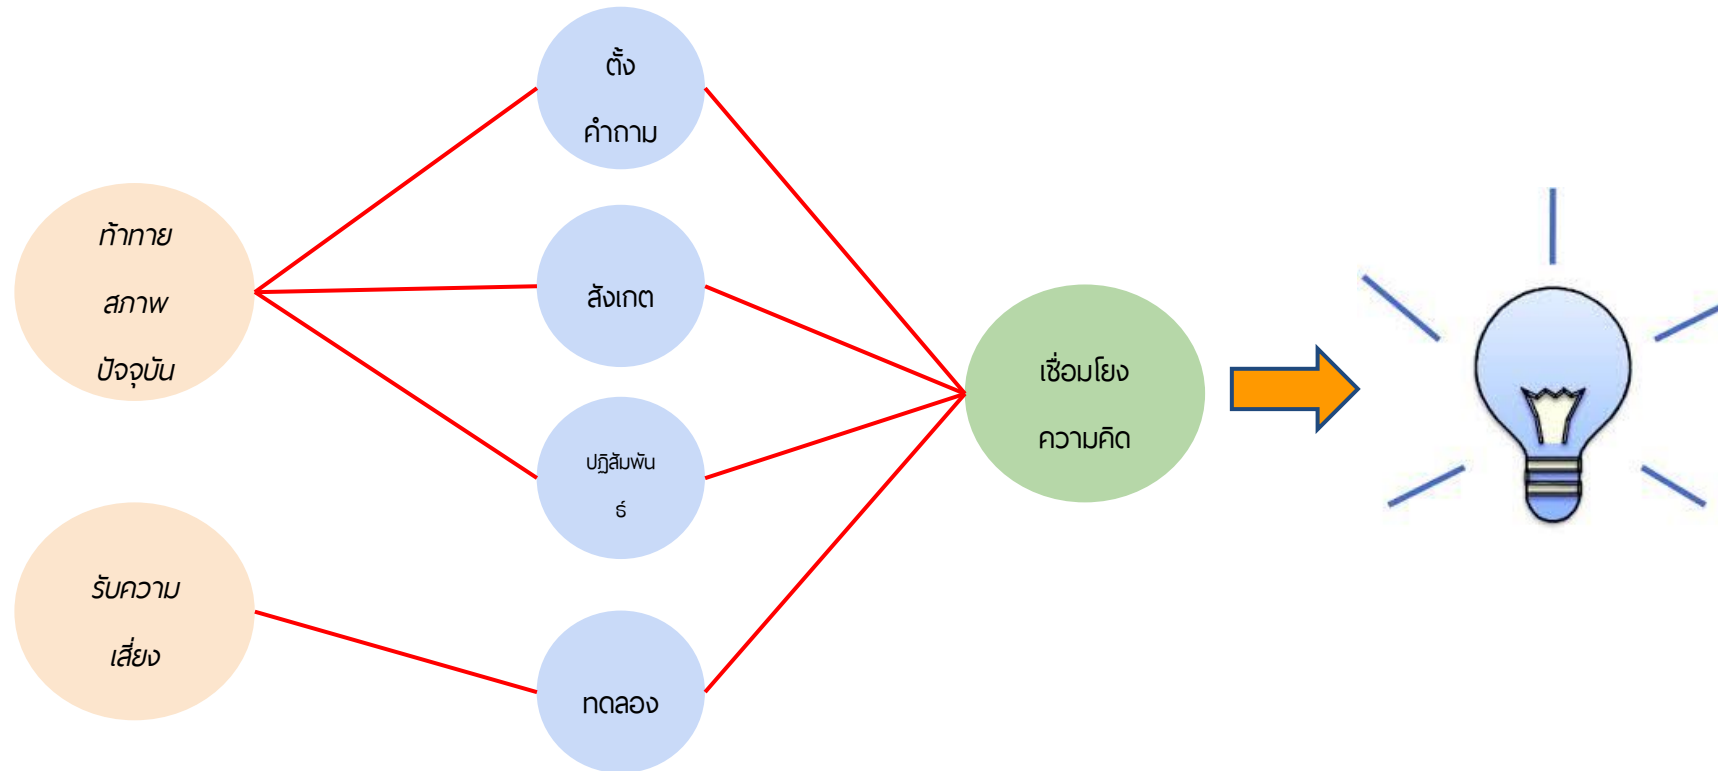 ตั้ง
คำถาม
ท้าทาย
สภาพ
ปัจจุบัน
สังเกต
เชื่อมโยง
ความคิด
ปฏิสัมพัน
ธ์
รับความ
เสี่ยง
ทดลอง